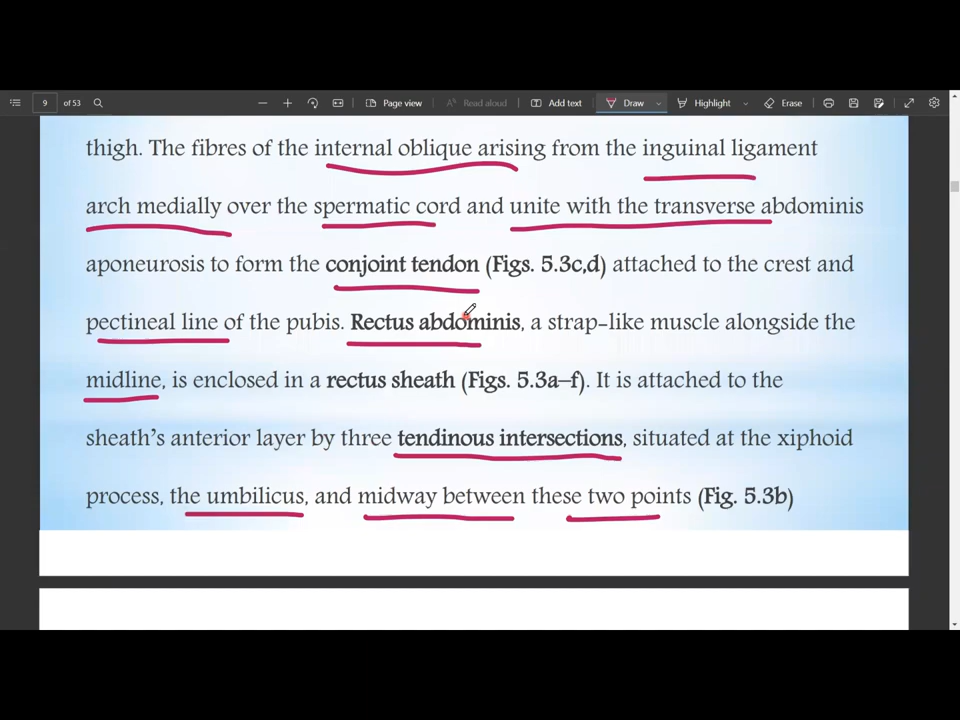 9 of 53 Page view Read aloud Add text Draw Highlight Erase
thigh. The fibres of the internal oblique arising from the inguinal ligament
arch medially over the spermatic cord and unite with the transverse abdominis
aponeurosis to form the conjoint tendon (Figs. 5.3c,d) attached to the crest and
pectineal line of the pubis. Rectus abdominis, a strap-like muscle alongside the
midline, is enclosed in a rectus sheath (Figs. 5.3a–f). It is attached to the
sheath's anterior layer by three tendinous intersections, situated at the xiphoid
process, the umbilicus, and midway between these two points (Fig. 5.3b)